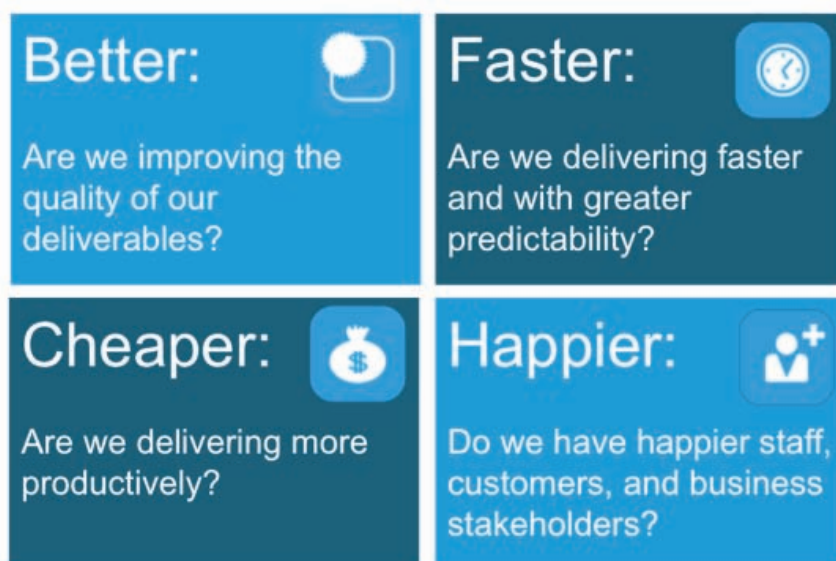 Better:
Are we improving the
quality of our
deliverables?
Faster:
Are we delivering faster
and with greater
predictability?
Cheaper:
$
Are we delivering more
productively?
Happier:
Do we have happier staff,
customers, and business
stakeholders?